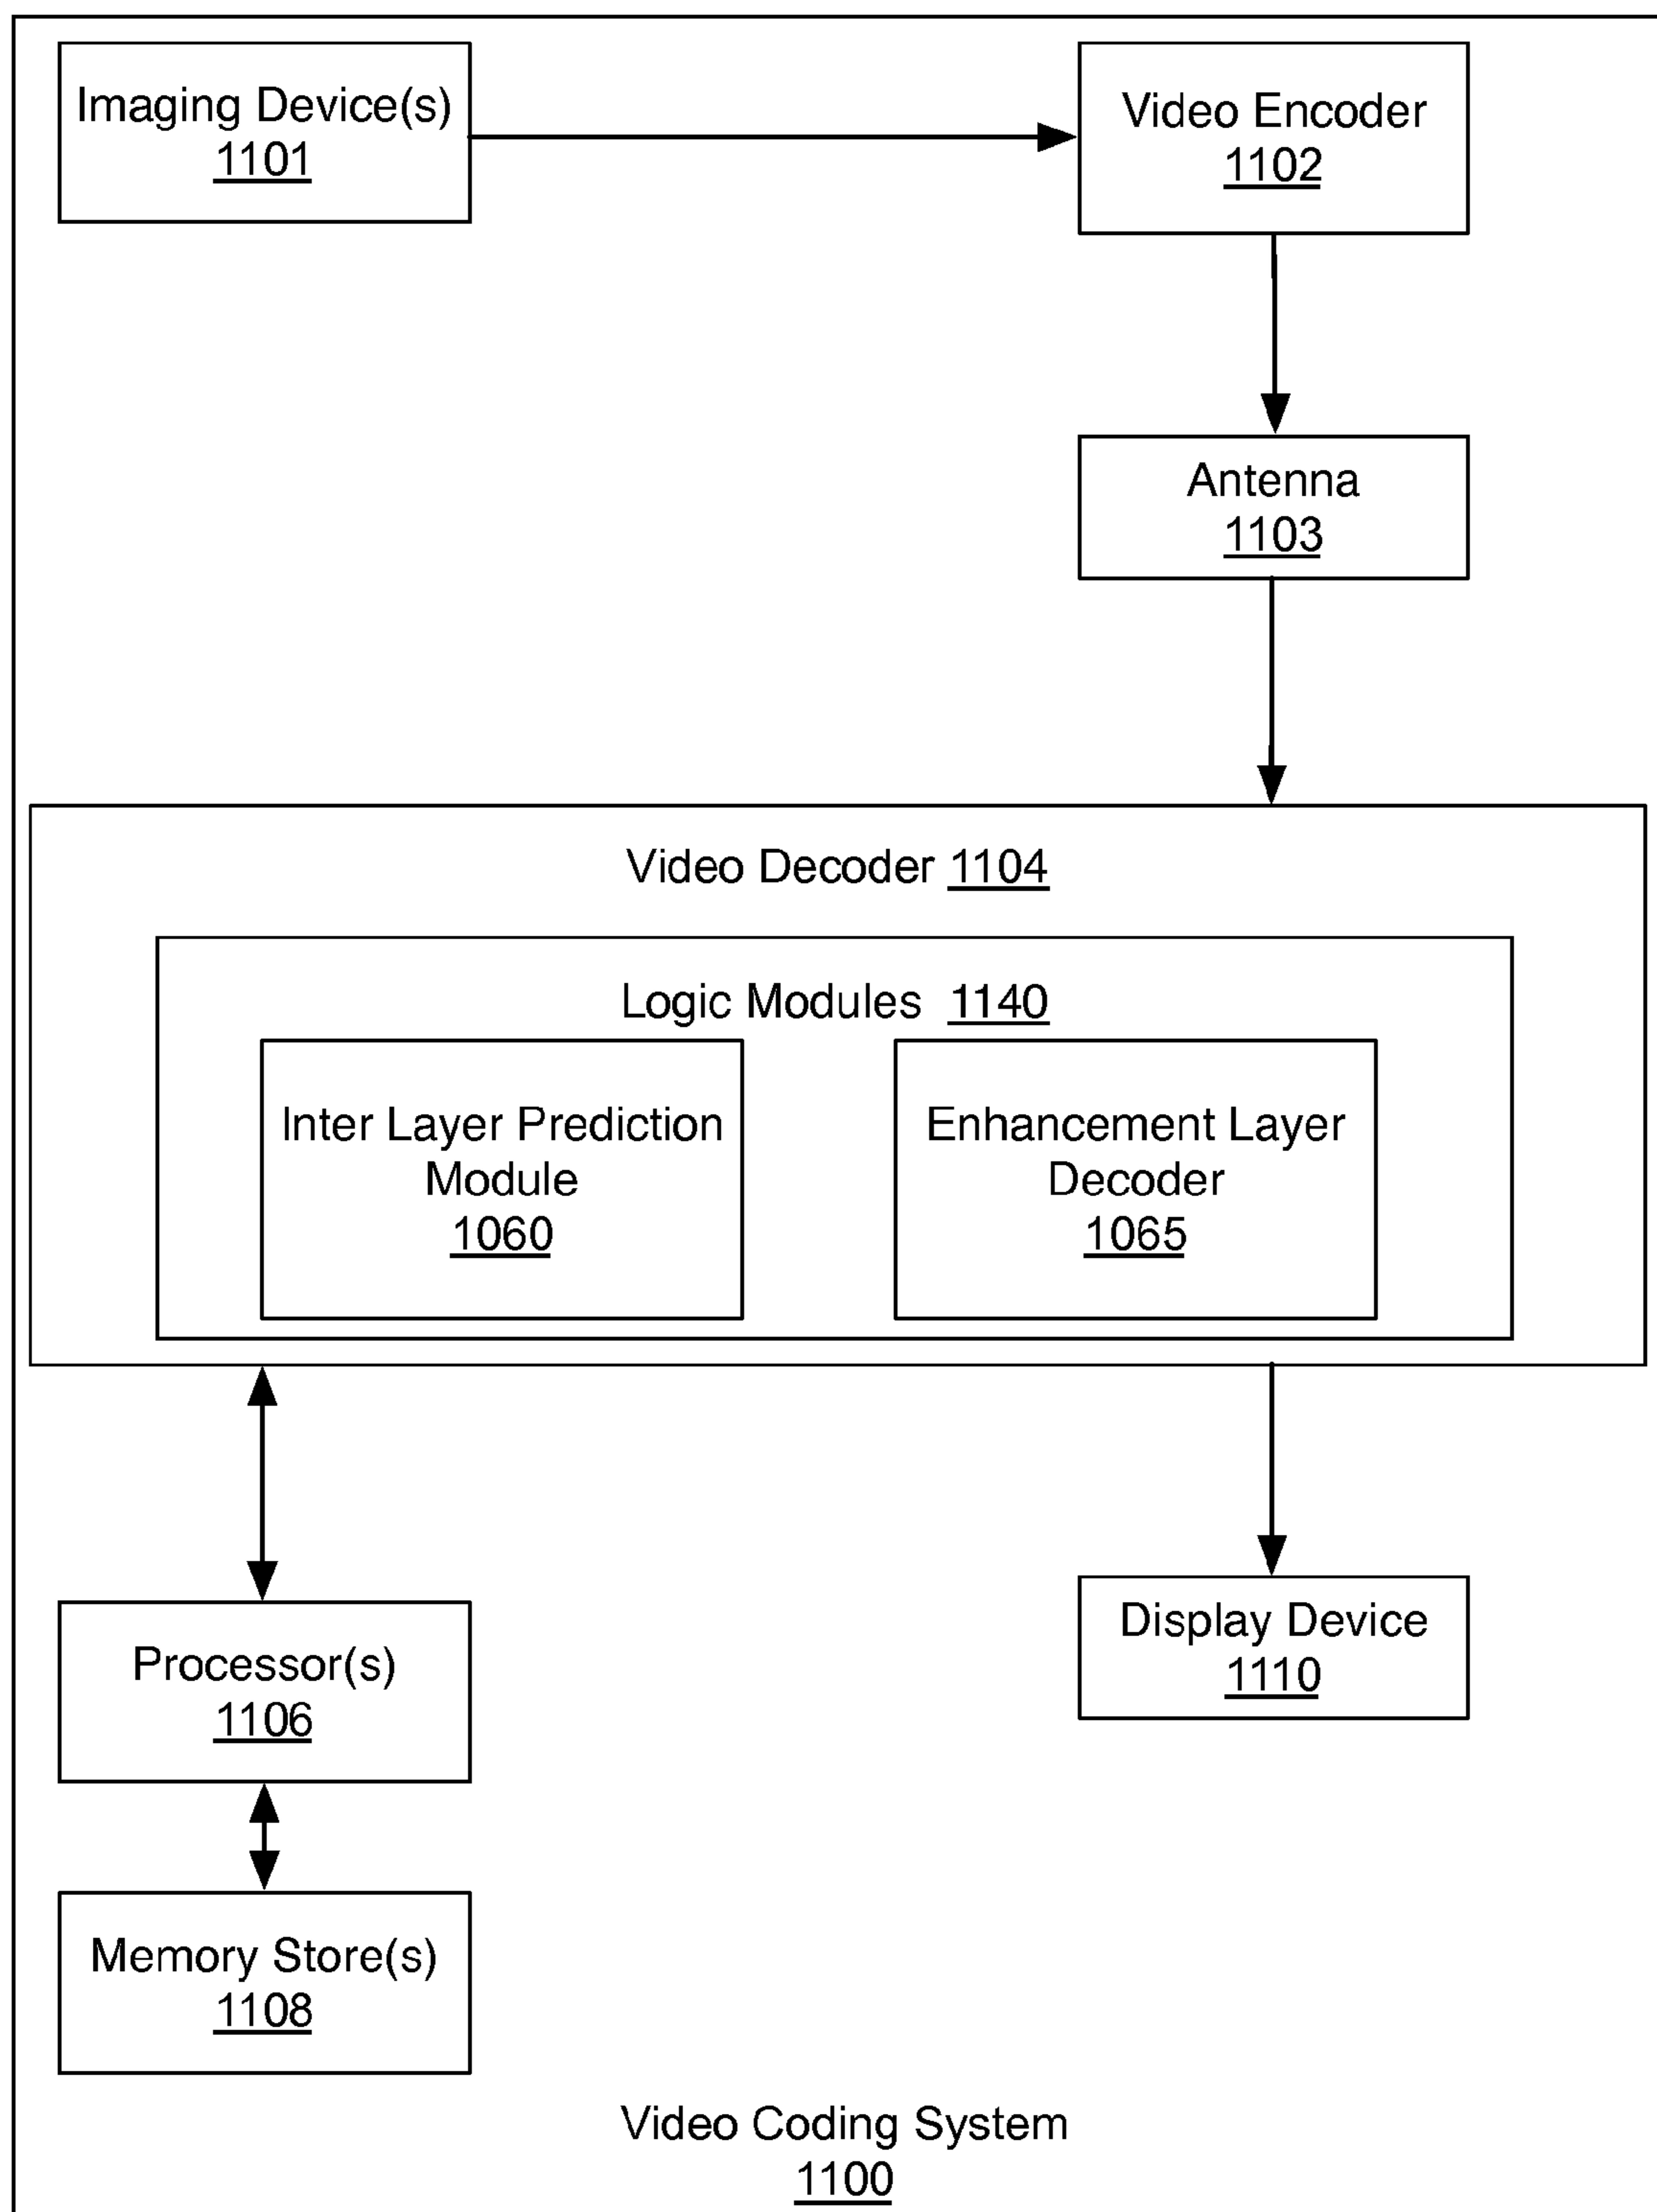 Imaging Device(s)
1101
Video Encoder
1102
Antenna
1103
Video Decoder 1104
Logic Modules 1140
Inter Layer Prediction
Module
1060
Enhancement Layer
Decoder
1065
Processor(s)
1106
Display Device
1110
Memory Store(s)
1108
Video Coding System
1100